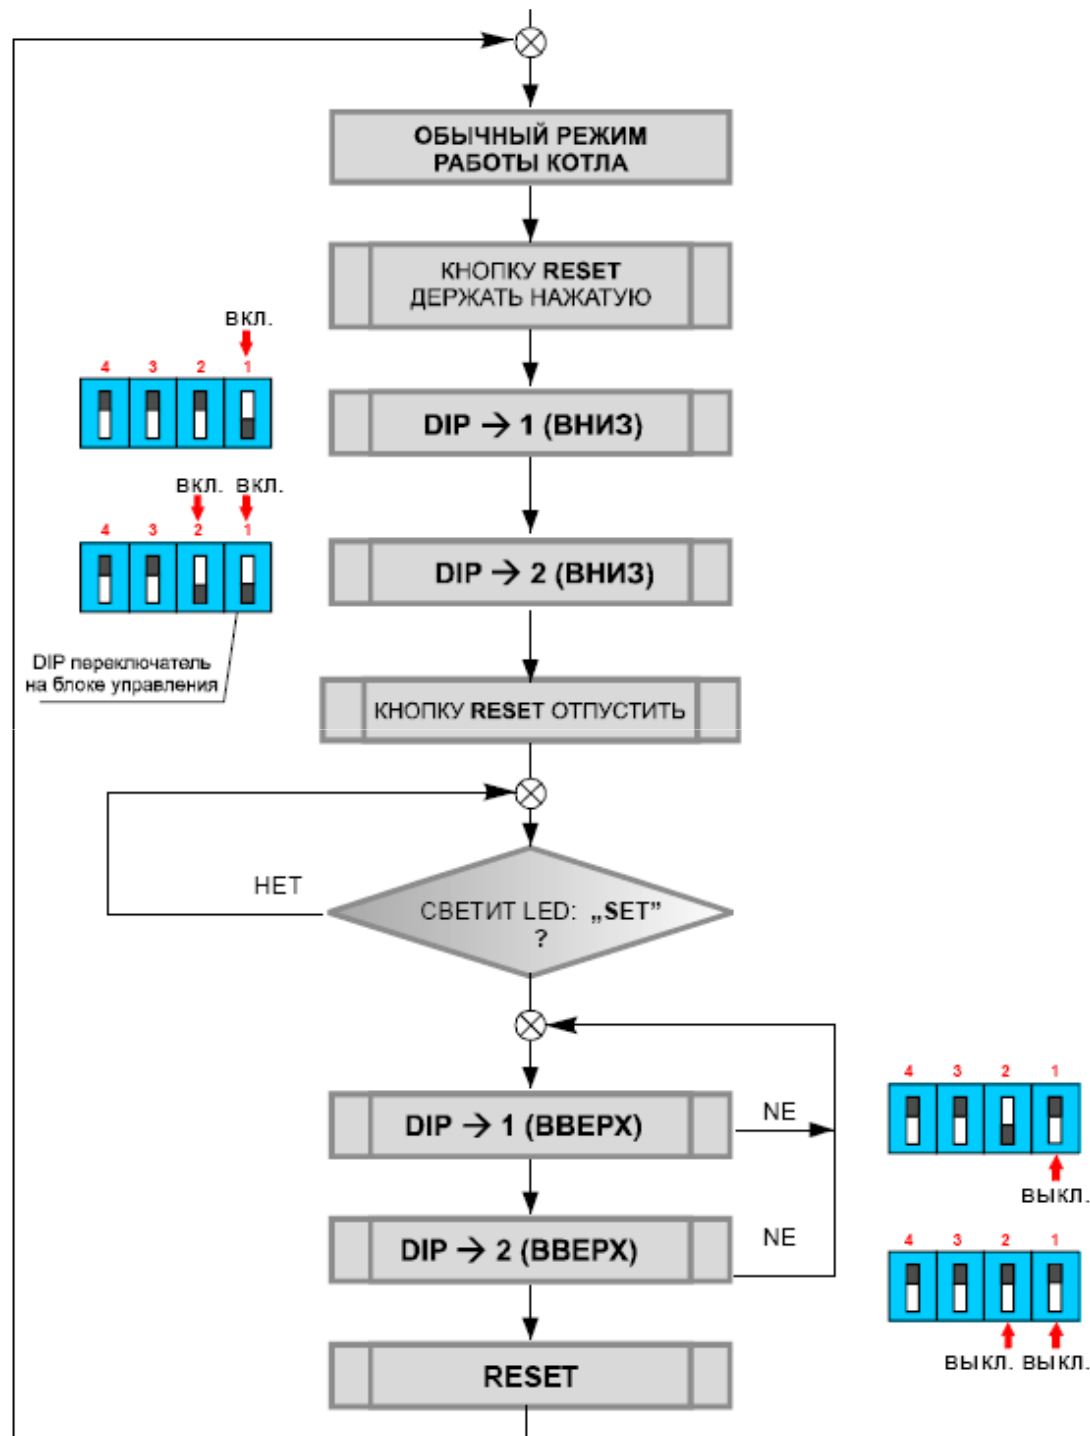 ОБЫЧНЫЙ РЕЖИМ
РАБОТЫ КОТЛА
КНОПКУ RESET
ДЕРЖАТЬ НАЖАТУЮ
вкл.
4 3 2 1
DIP → 1 (ВНИЗ)
вкл. вкл.
4 3 2 1
DIP → 2 (ВНИЗ)
DIP переключатель
на блоке управления
КНОПКУ RESET ОТПУСТИТЬ
НЕТ
СВЕТИТ LED: „SET”
?
4 3 2 1
DIP → 1 (ВВЕРХ)
NE
выкл.
DIP → 2 (ВВЕРХ)
NE
4 3 2 1
выкл. выкл.
RESET